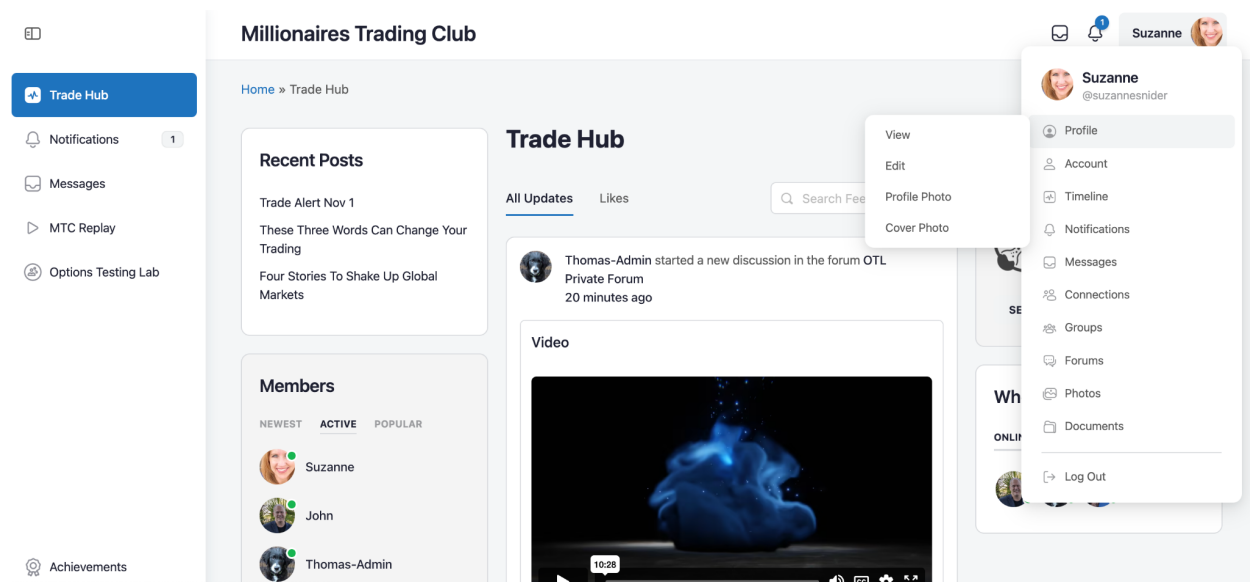 Millionaires Trading Club
1
Suzanne
Trade Hub
Notifications
1
Messages
MTC Replay
Options Testing Lab
Achievements
Home » Trade Hub
Recent Posts
Trade Alert Nov 1
These Three Words Can Change Your
Trading
Four Stories To Shake Up Global
Markets
Members
NEWEST
ACTIVE
POPULAR
Suzanne
John
Thomas-Admin
Trade Hub
All Updates
Likes
Search Fee
Thomas-Admin started a new discussion in the forum OTL
Private Forum
20 minutes ago
Video
10:28
CC
View
Edit
Profile Photo
Cover Photo
SE
Wh
ONLIN
Suzanne
@suzannesnider
Profile
Account
Timeline
Notifications
Messages
Connections
Groups
Forums
Photos
Documents
Log Out